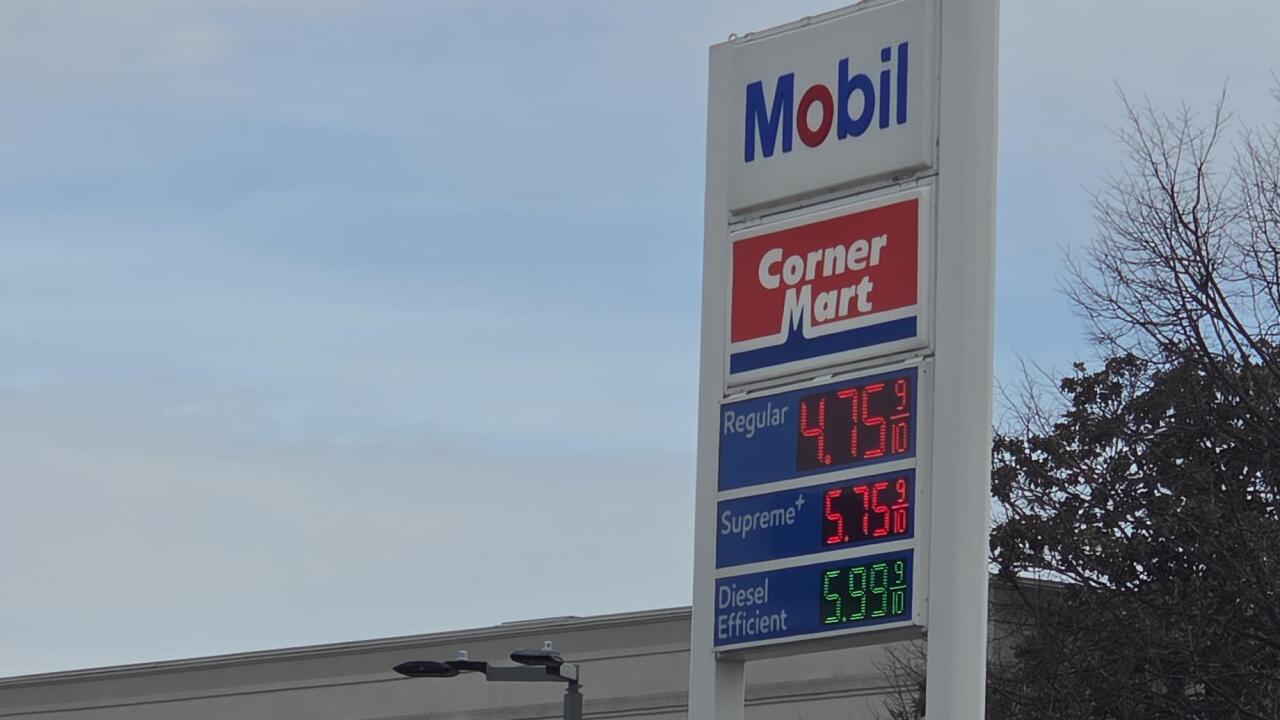 Mobil
Corner
Mart
Regular 4.75 9/10
Supreme+ 5.75 9/10
Diesel
Efficient 5.99 9/10